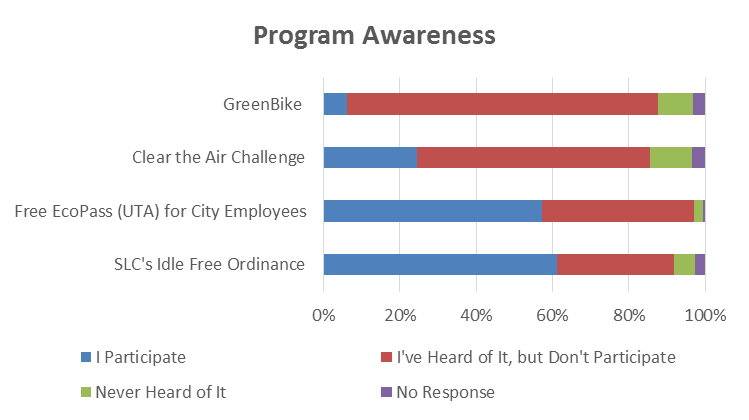 Program Awareness
GreenBike
Clear the Air Challenge
Free EcoPass (UTA) for City Employees
SLC's Idle Free Ordinance
0% 20% 40% 60% 80% 100%
I Participate I've Heard of It, but Don't Participate
Never Heard of It No Response